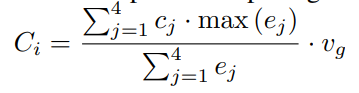 C_i = \frac{\sum_{j=1}^{4} c_j \cdot \max(e_j)}{\sum_{j=1}^{4} e_j} \cdot v_g